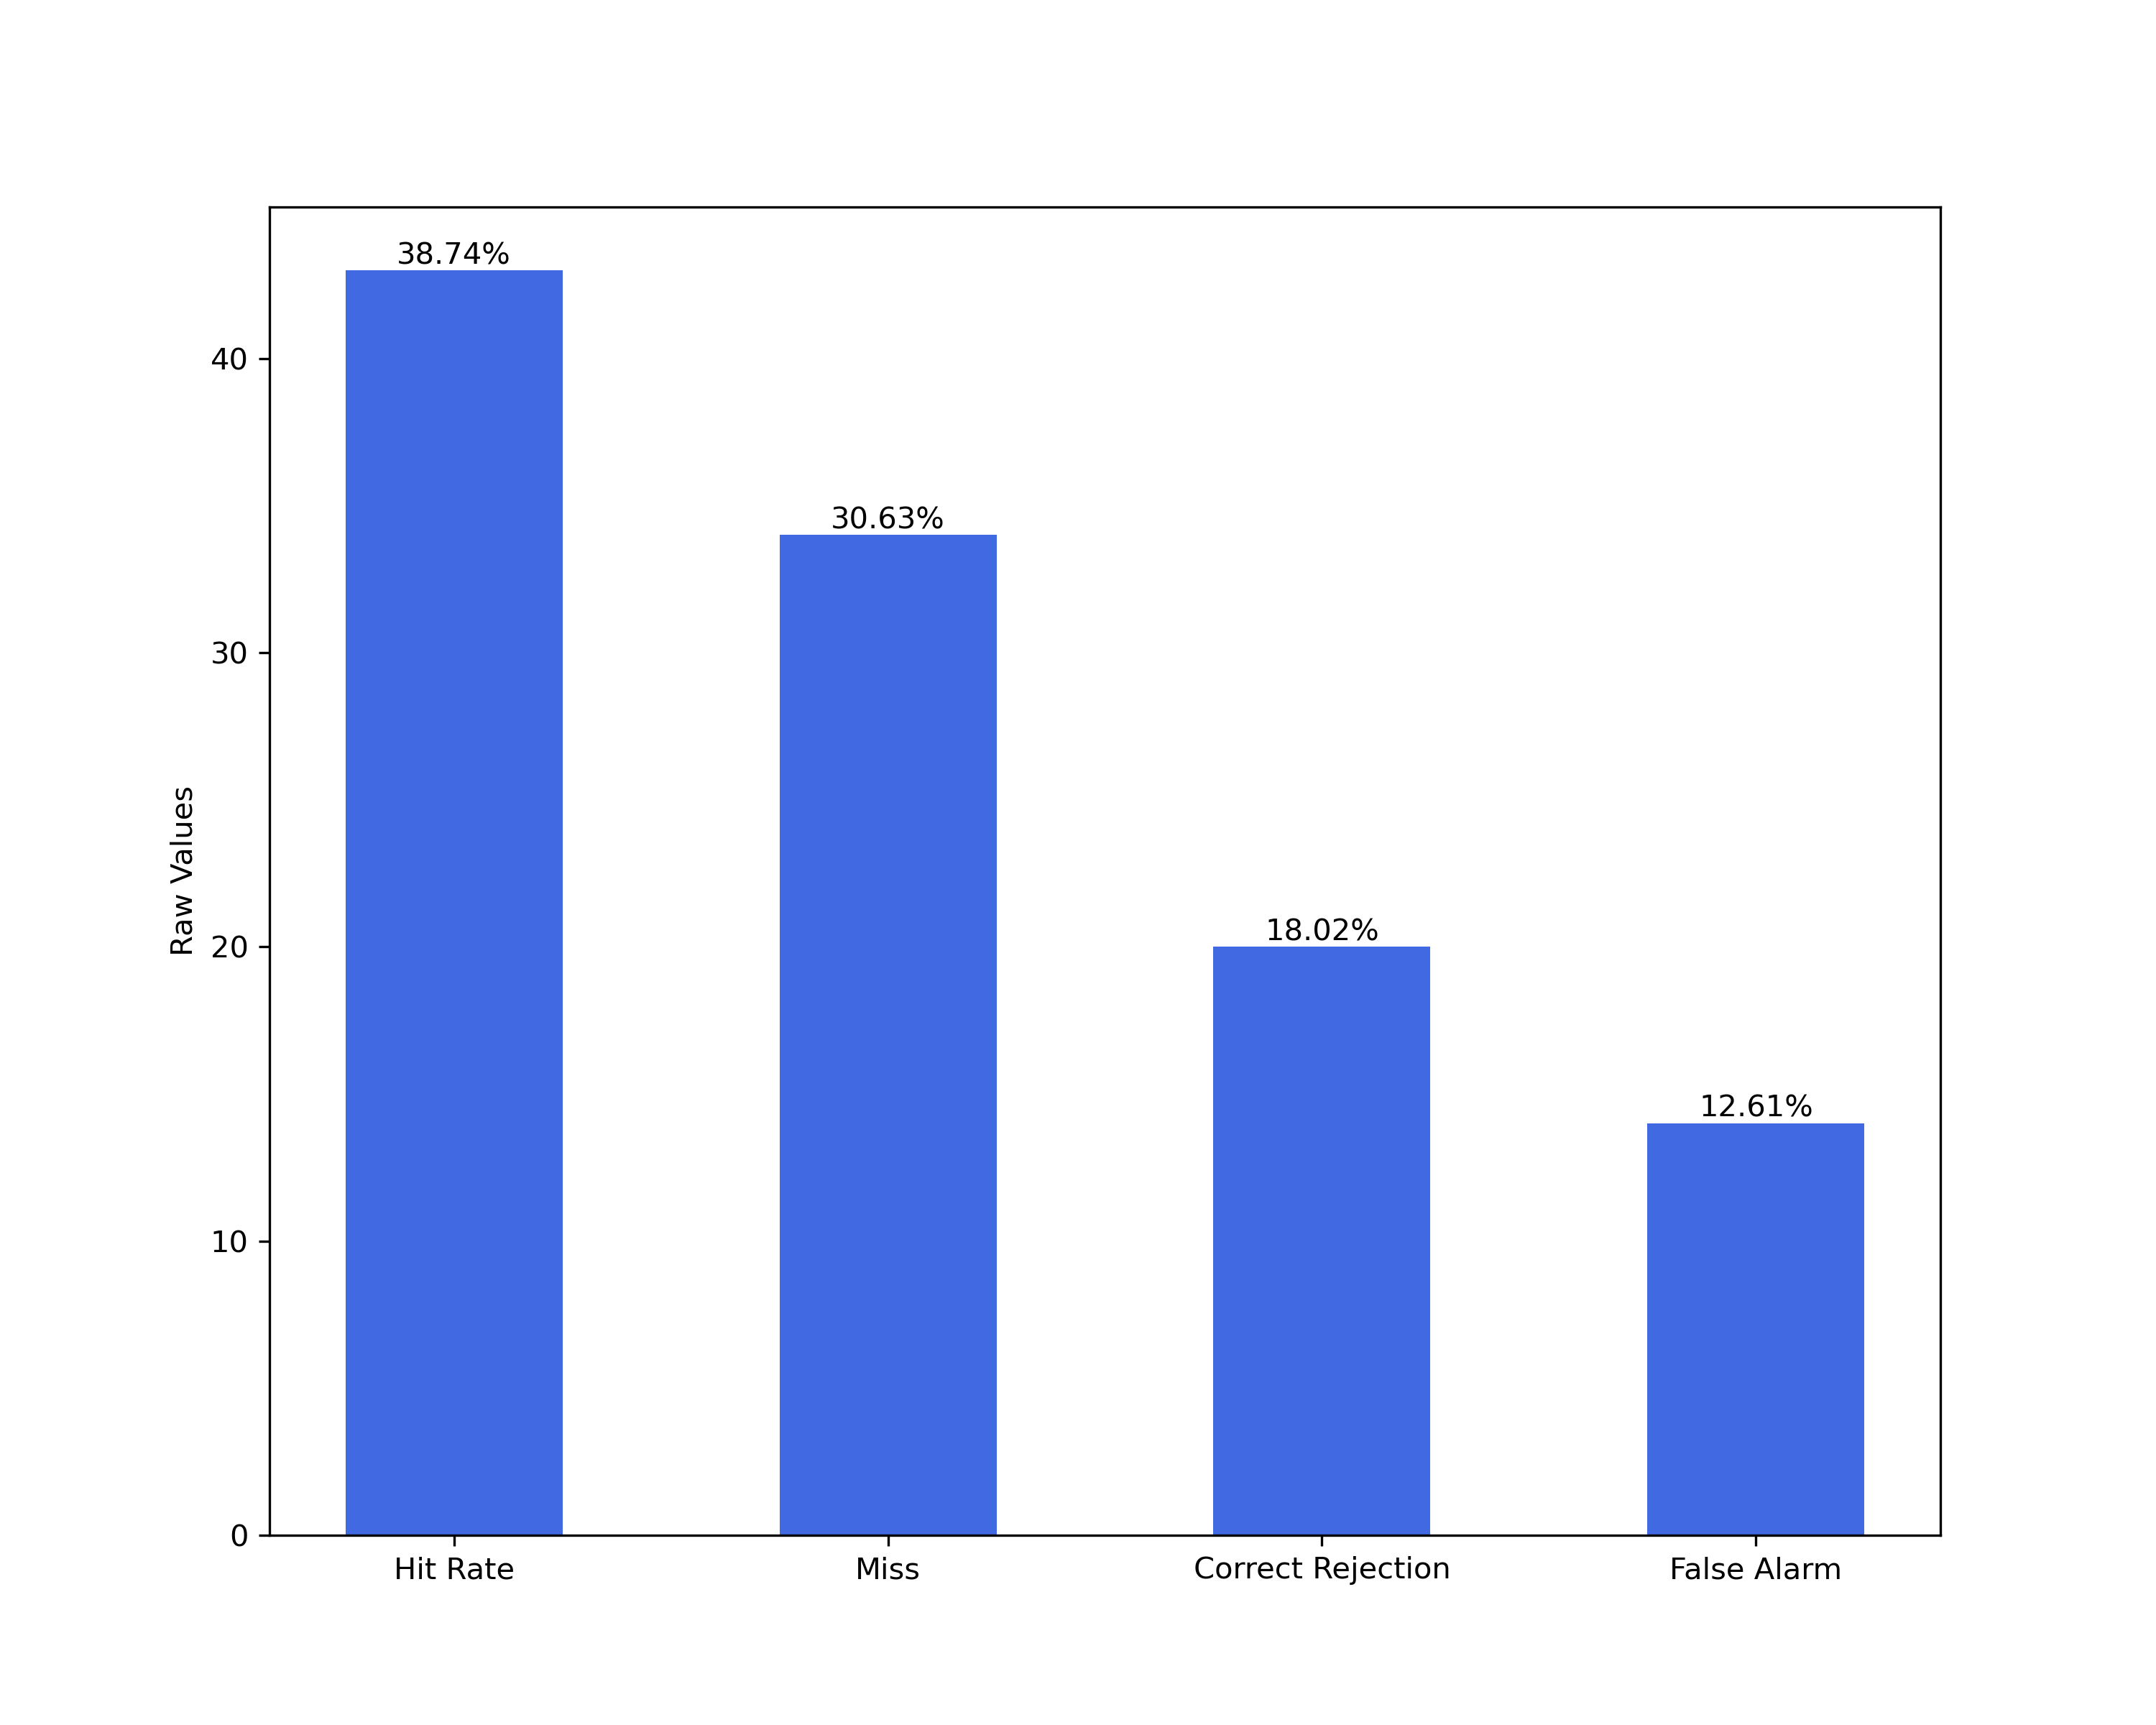 38.74%
30.63%
18.02%
12.61%
40
30
20
10
0
Raw Values
Hit Rate
Miss
Correct Rejection
False Alarm